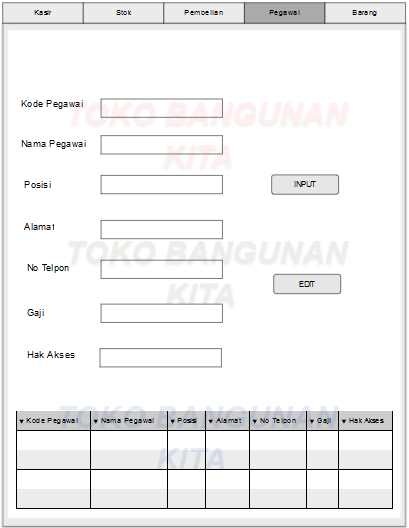 Kasir Stok Pembelian Pegawai Barang
Kode Pegawai
TOKO BANGUNAN
Nama Pegawai
KITA
Posisi INPUT
Alamat
TOKO BANGUNAN
No Telpon
EDIT
KITA
Gaji
Hak Akses
TOKO BANGUNAN
▼ Kode Pegawai ▼ Nama Pegawai ▼ Posisi ▼ Alamat ▼ No Telpon ▼ Gaji ▼ Hak Akses
KITA